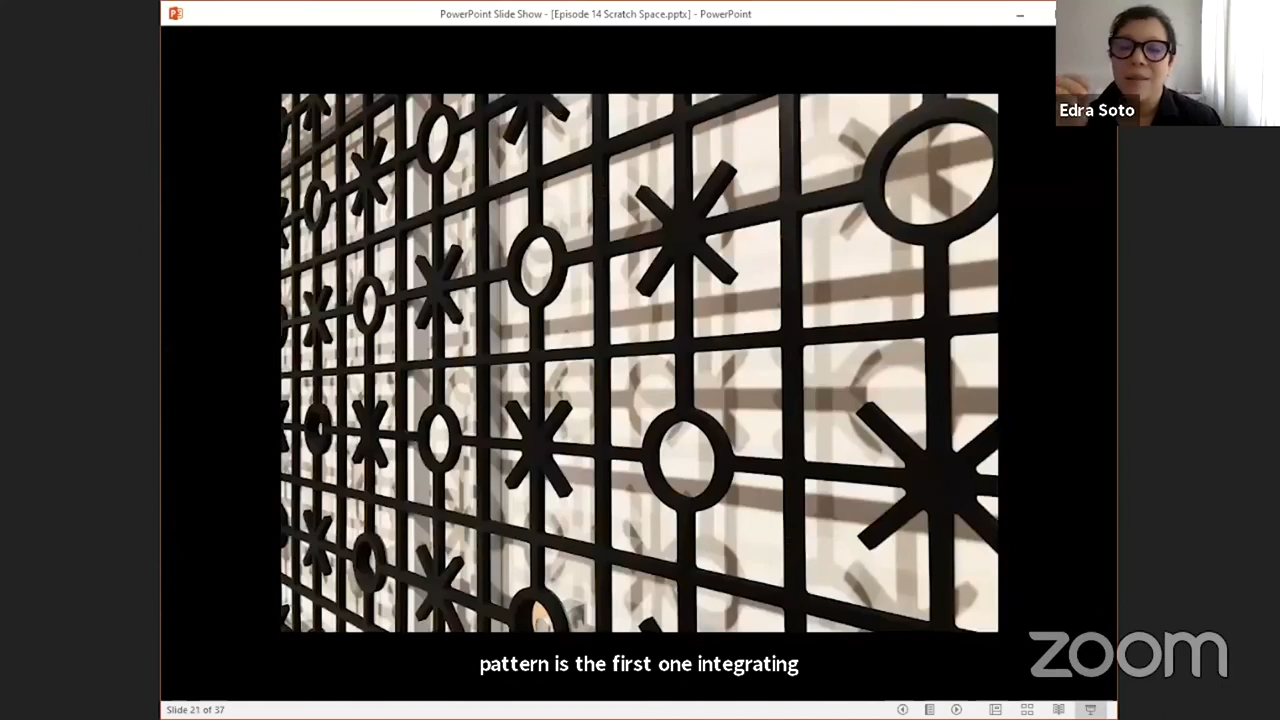 PowerPoint Slide Show - [Episode 14 Scratch Space.pptx] - PowerPoint
Edra Soto
pattern is the first one integrating
zoom
Slide 21 of 37